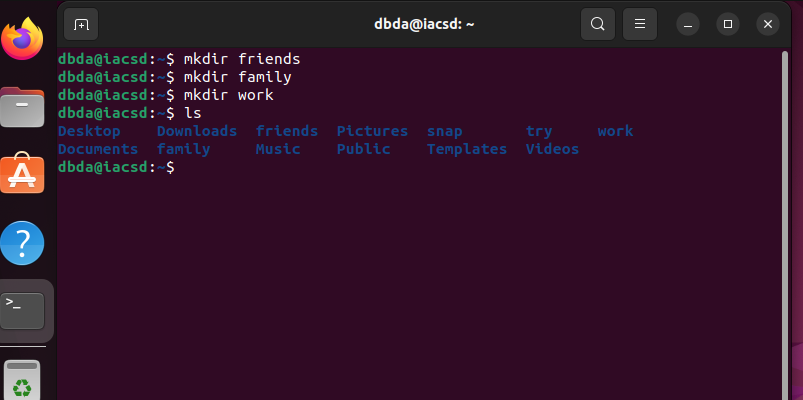 dbda@iacsd: ~
dbda@iacsd:~$ mkdir friends
dbda@iacsd:~$ mkdir family
dbda@iacsd:~$ mkdir work
dbda@iacsd:~$ ls
Desktop    Downloads  friends  Pictures  snap       try     work
Documents  family     Music    Public    Templates  Videos
dbda@iacsd:~$
?
>_